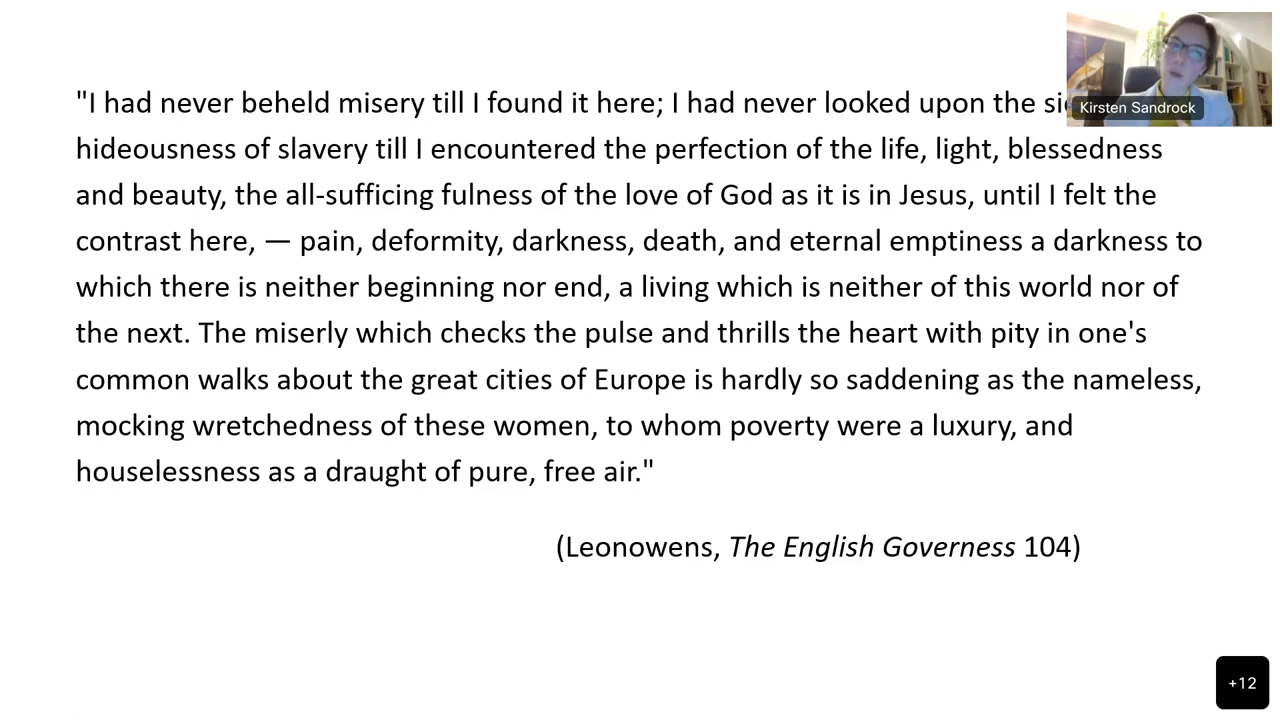 "I had never beheld misery till I found it here; I had never looked upon the
hideousness of slavery till I encountered the perfection of the life, light, blessedness
and beauty, the all-sufficing fulness of the love of God as it is in Jesus, until I felt the
contrast here, — pain, deformity, darkness, death, and eternal emptiness a darkness to
which there is neither beginning nor end, a living which is neither of this world nor of
the next. The miserly which checks the pulse and thrills the heart with pity in one's
common walks about the great cities of Europe is hardly so saddening as the nameless,
mocking wretchedness of these women, to whom poverty were a luxury, and
houselessness as a draught of pure, free air."
(Leonowens, The English Governess 104)
Kirsten Sandrock
+12